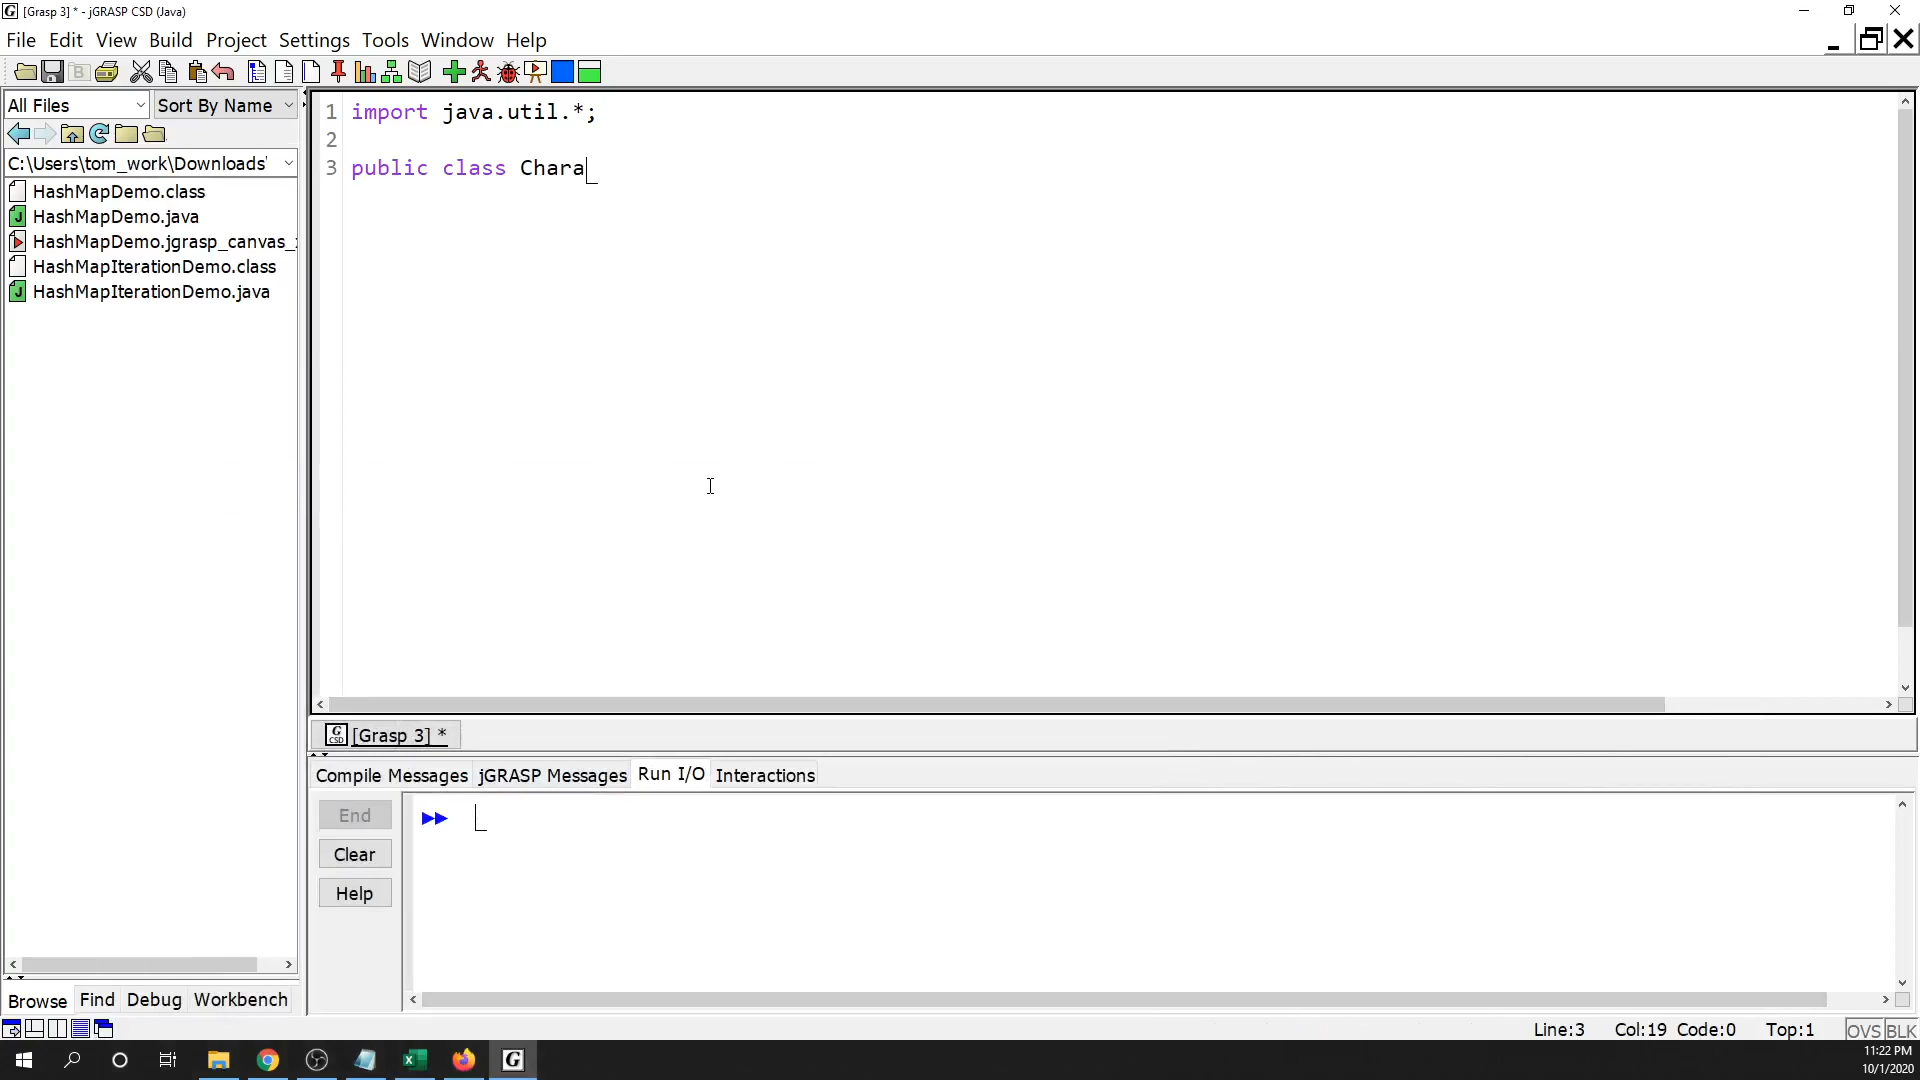 [Grasp 3] * - jGRASP CSD (Java)
File Edit View Build Project Settings Tools Window Help
All Files Sort By Name
C:\Users\tom_work\Downloads'
HashMapDemo.class
HashMapDemo.java
HashMapDemo.jgrasp_canvas_
HashMapIterationDemo.class
HashMapIterationDemo.java
1 import java.util.*;
2
3 public class Chara
[Grasp 3] *
Compile Messages jGRASP Messages Run I/O Interactions
End
Clear
Help
Browse Find Debug Workbench
Line:3 Col:19 Code:0 Top:1 OVS BLK
11:22 PM
10/1/2020